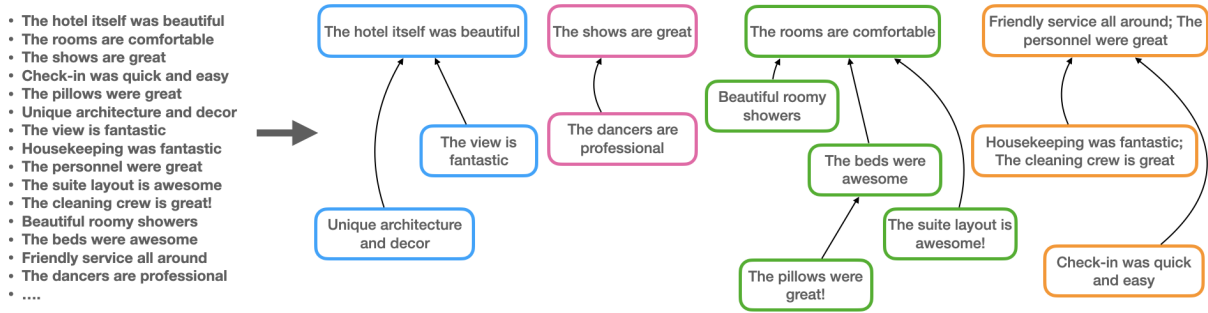 • The hotel itself was beautiful
• The rooms are comfortable
• The shows are great
• Check-in was quick and easy
• The pillows were great
• Unique architecture and decor
• The view is fantastic
• Housekeeping was fantastic
• The personnel were great
• The suite layout is awesome
• The cleaning crew is great!
• Beautiful roomy showers
• The beds were awesome
• Friendly service all around
• The dancers are professional
• ....
The hotel itself was beautiful
The view is
fantastic
Unique architecture
and decor
The shows are great
The dancers are
professional
The rooms are comfortable
Beautiful roomy
showers
The beds were
awesome
The suite layout is
awesome!
The pillows were
great!
Friendly service all around; The
personnel were great
Housekeeping was fantastic;
The cleaning crew is great
Check-in was quick
and easy